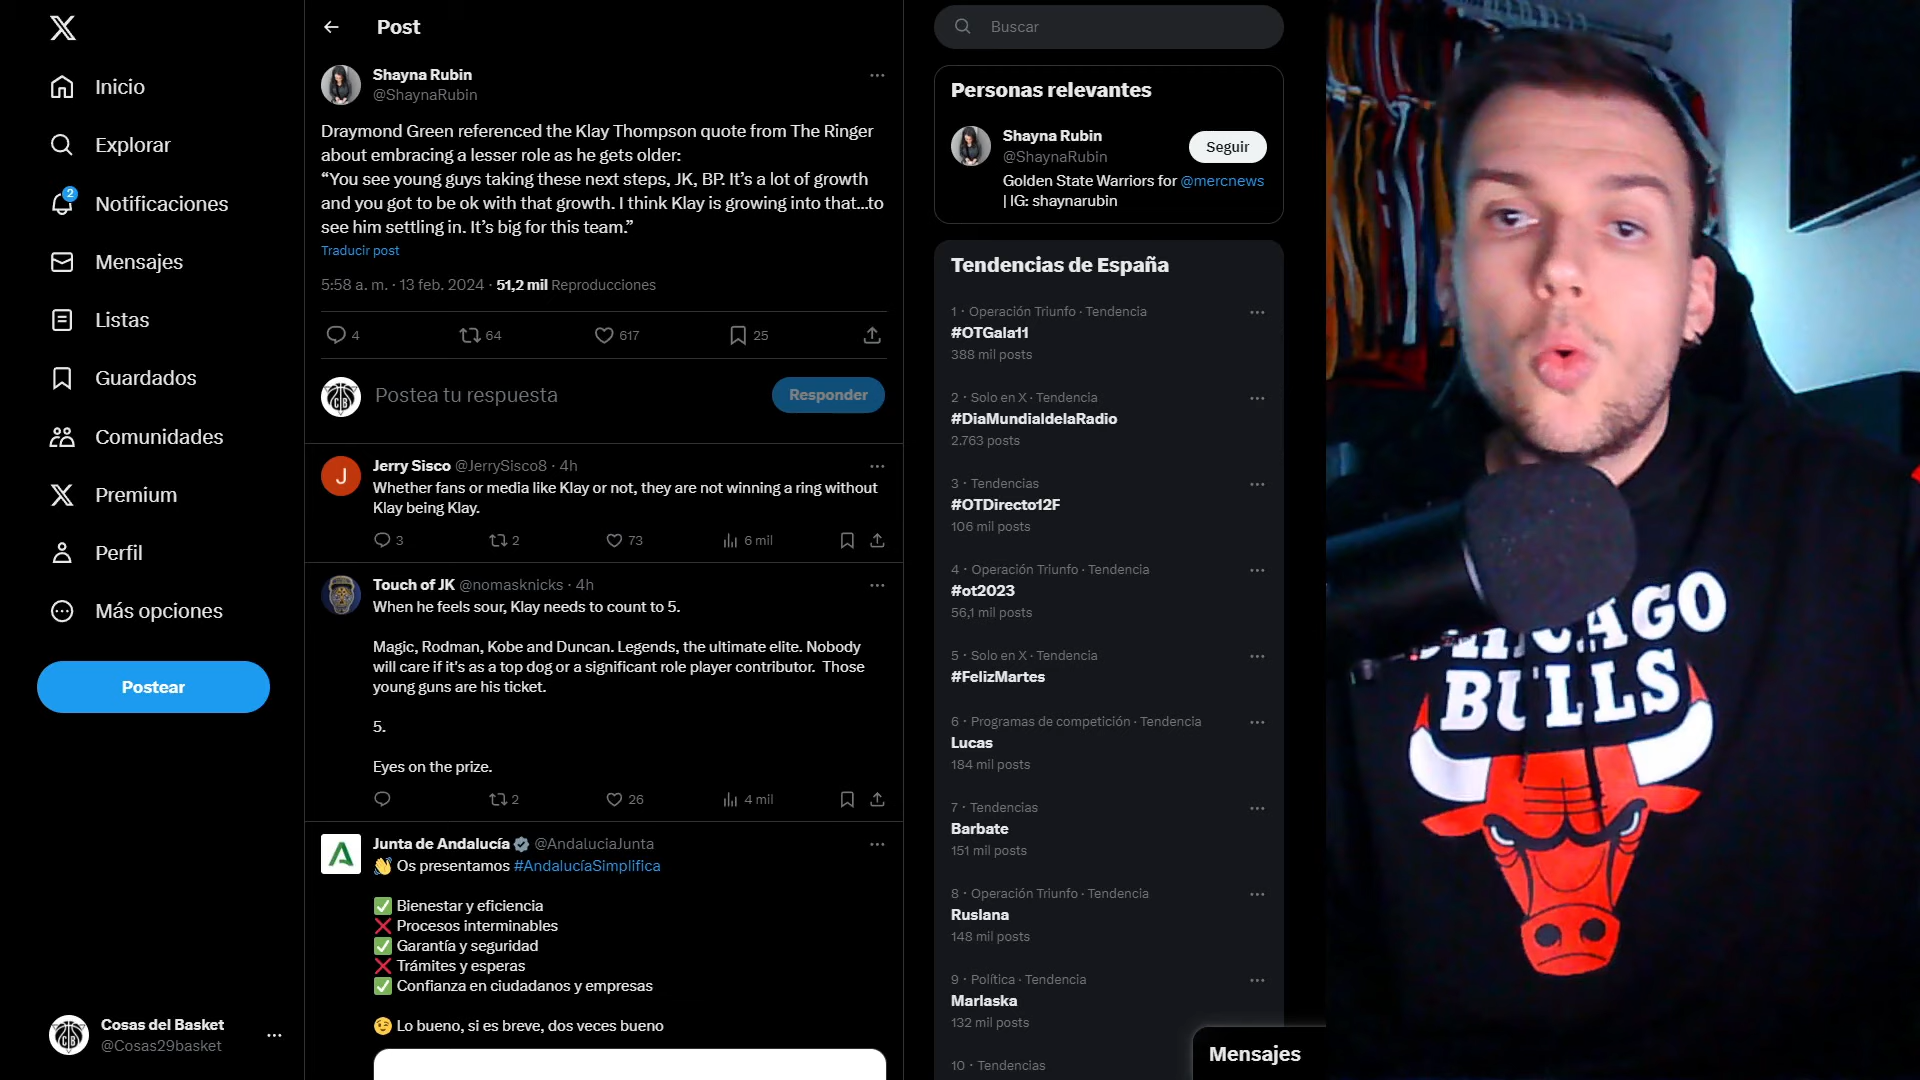 Inicio
Explorar
2
Notificaciones
Mensajes
Listas
Guardados
Comunidades
Premium
Perfil
Más opciones
Postear
Cosas del Basket
@Cosas29basket
Post
Shayna Rubin
@ShaynaRubin
Draymond Green referenced the Klay Thompson quote from The Ringer
about embracing a lesser role as he gets older:
“You see young guys taking these next steps, JK, BP. It’s a lot of growth
and you got to be ok with that growth. I think Klay is growing into that...to
see him settling in. It’s big for this team.”
Traducir post
5:58 a. m. · 13 feb. 2024 · 51,2 mil Reproducciones
4 64 617 25
Postea tu respuesta
Responder
J
Jerry Sisco @JerrySisco8 · 4h
Whether fans or media like Klay or not, they are not winning a ring without
Klay being Klay.
3 2 73 6 mil
Touch of JK @nomasknicks · 4h
When he feels sour, Klay needs to count to 5.
Magic, Rodman, Kobe and Duncan. Legends, the ultimate elite. Nobody
will care if it's as a top dog or a significant role player contributor. Those
young guns are his ticket.
5.
Eyes on the prize.
2 26 4 mil
Junta de Andalucía @AndaluciaJunta
👋 Os presentamos #AndalucíaSimplifica
✅ Bienestar y eficiencia
❌ Procesos interminables
✅ Garantía y seguridad
❌ Trámites y esperas
✅ Confianza en ciudadanos y empresas
😉 Lo bueno, si es breve, dos veces bueno
Buscar
Personas relevantes
Shayna Rubin
@ShaynaRubin
Seguir
Golden State Warriors for @mercnews
| IG: shaynarubin
Tendencias de España
1 · Operación Triunfo · Tendencia
#OTGala11
388 mil posts
2 · Solo en X · Tendencia
#DiaMundialdelaRadio
2.763 posts
3 · Tendencias
#OTDirecto12F
106 mil posts
4 · Operación Triunfo · Tendencia
#ot2023
56,1 mil posts
5 · Solo en X · Tendencia
#FelizMartes
6 · Programas de competición · Tendencia
Lucas
184 mil posts
7 · Tendencias
Barbate
151 mil posts
8 · Operación Triunfo · Tendencia
Ruslana
148 mil posts
9 · Política · Tendencia
Marlaska
132 mil posts
10 · Tendencias
Mensajes
CHICAGO
BULLS